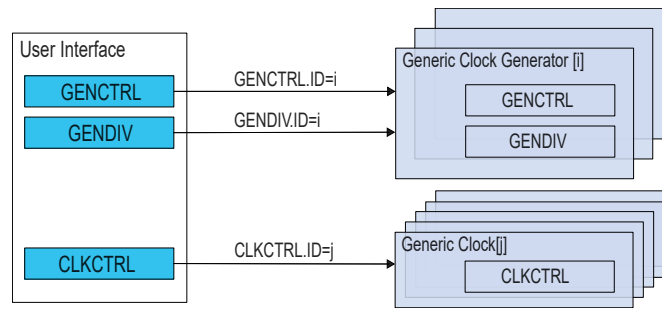 User Interface
GENCTRL
GENDIV
CLKCTRL
GENCTRL.ID=i
GENDIV.ID=i
CLKCTRL.ID=j
Generic Clock Generator [i]
GENCTRL
GENDIV
Generic Clock[j]
CLKCTRL